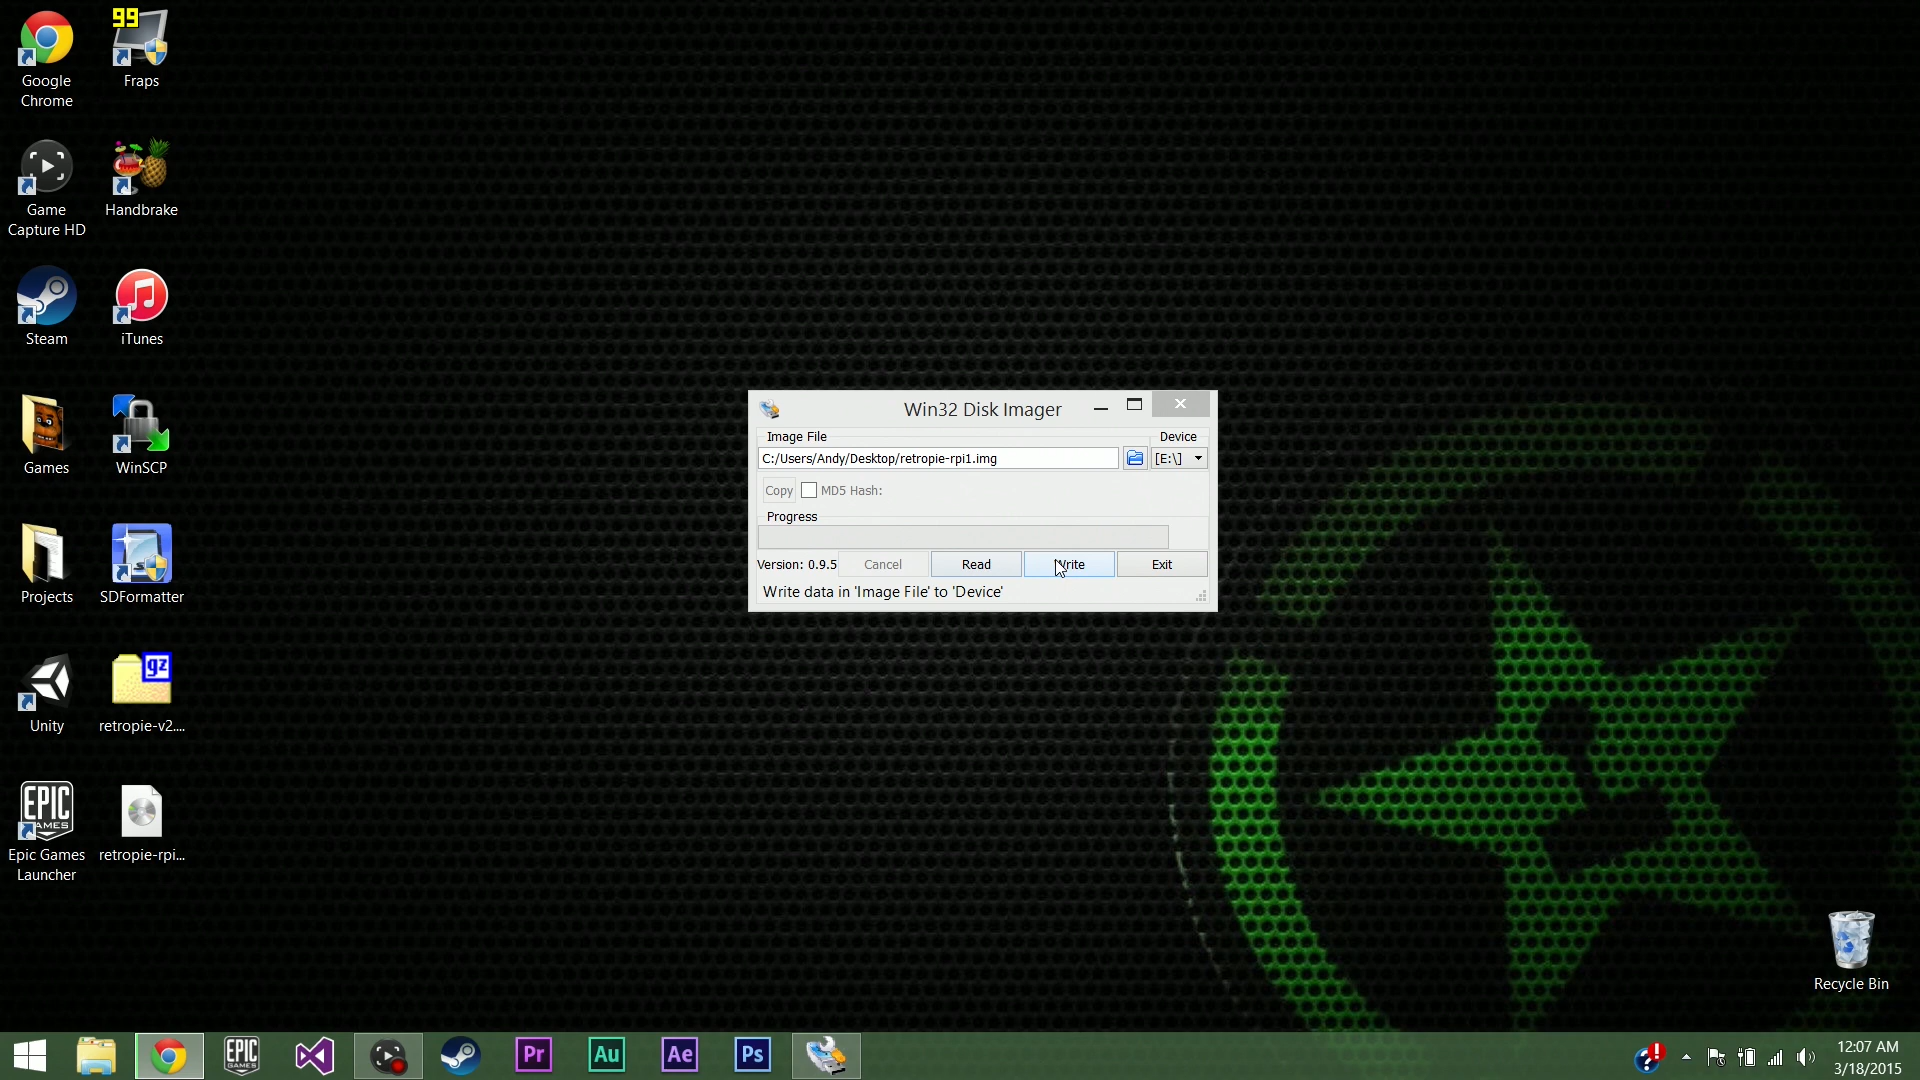 99
Google
Chrome
Fraps
Game
Capture HD
Handbrake
Steam
iTunes
Games
WinSCP
Projects
SDFormatter
Unity
gz
retropie-v2....
EPIC
GAMES
Epic Games
Launcher
retropie-rpi...
Win32 Disk Imager
Image File
Device
C:/Users/Andy/Desktop/retropie-rpi1.img
[E:\]
Copy
MD5 Hash:
Progress
Version: 0.9.5
Cancel
Read
Write
Exit
Write data in 'Image File' to 'Device'
Recycle Bin
EPIC
GAMES
Pr
Au
Ae
Ps
12:07 AM
3/18/2015